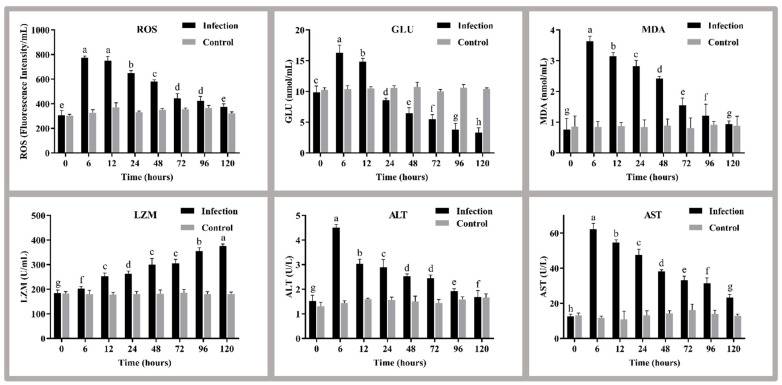 ROS
Infection
Control
ROS (Fluorescence Intensity/mL)
1000
800
600
400
200
e a a b c d d e
0 6 12 24 48 72 96 120
Time (hours)
GLU
Infection
Control
GLU (nmol/mL)
20
15
10
5
0
c a b d e f g h
0 6 12 24 48 72 96 120
Time (hours)
MDA
Infection
Control
MDA (nmol/mL)
4
3
2
1
0
g a b c d e f g
0 6 12 24 48 72 96 120
Time (hours)
LZM
Infection
Control
LZM (U/mL)
500
400
300
200
100
0
g f c d c c b a
0 6 12 24 48 72 96 120
Time (hours)
ALT
Infection
Control
ALT (U/L)
5
4
3
2
1
0
g a c c d d e f
0 6 12 24 48 72 96 120
Time (hours)
AST
Infection
Control
AST (U/L)
60
40
20
0
h a b c d e f g
0 6 12 24 48 72 96 120
Time (hours)